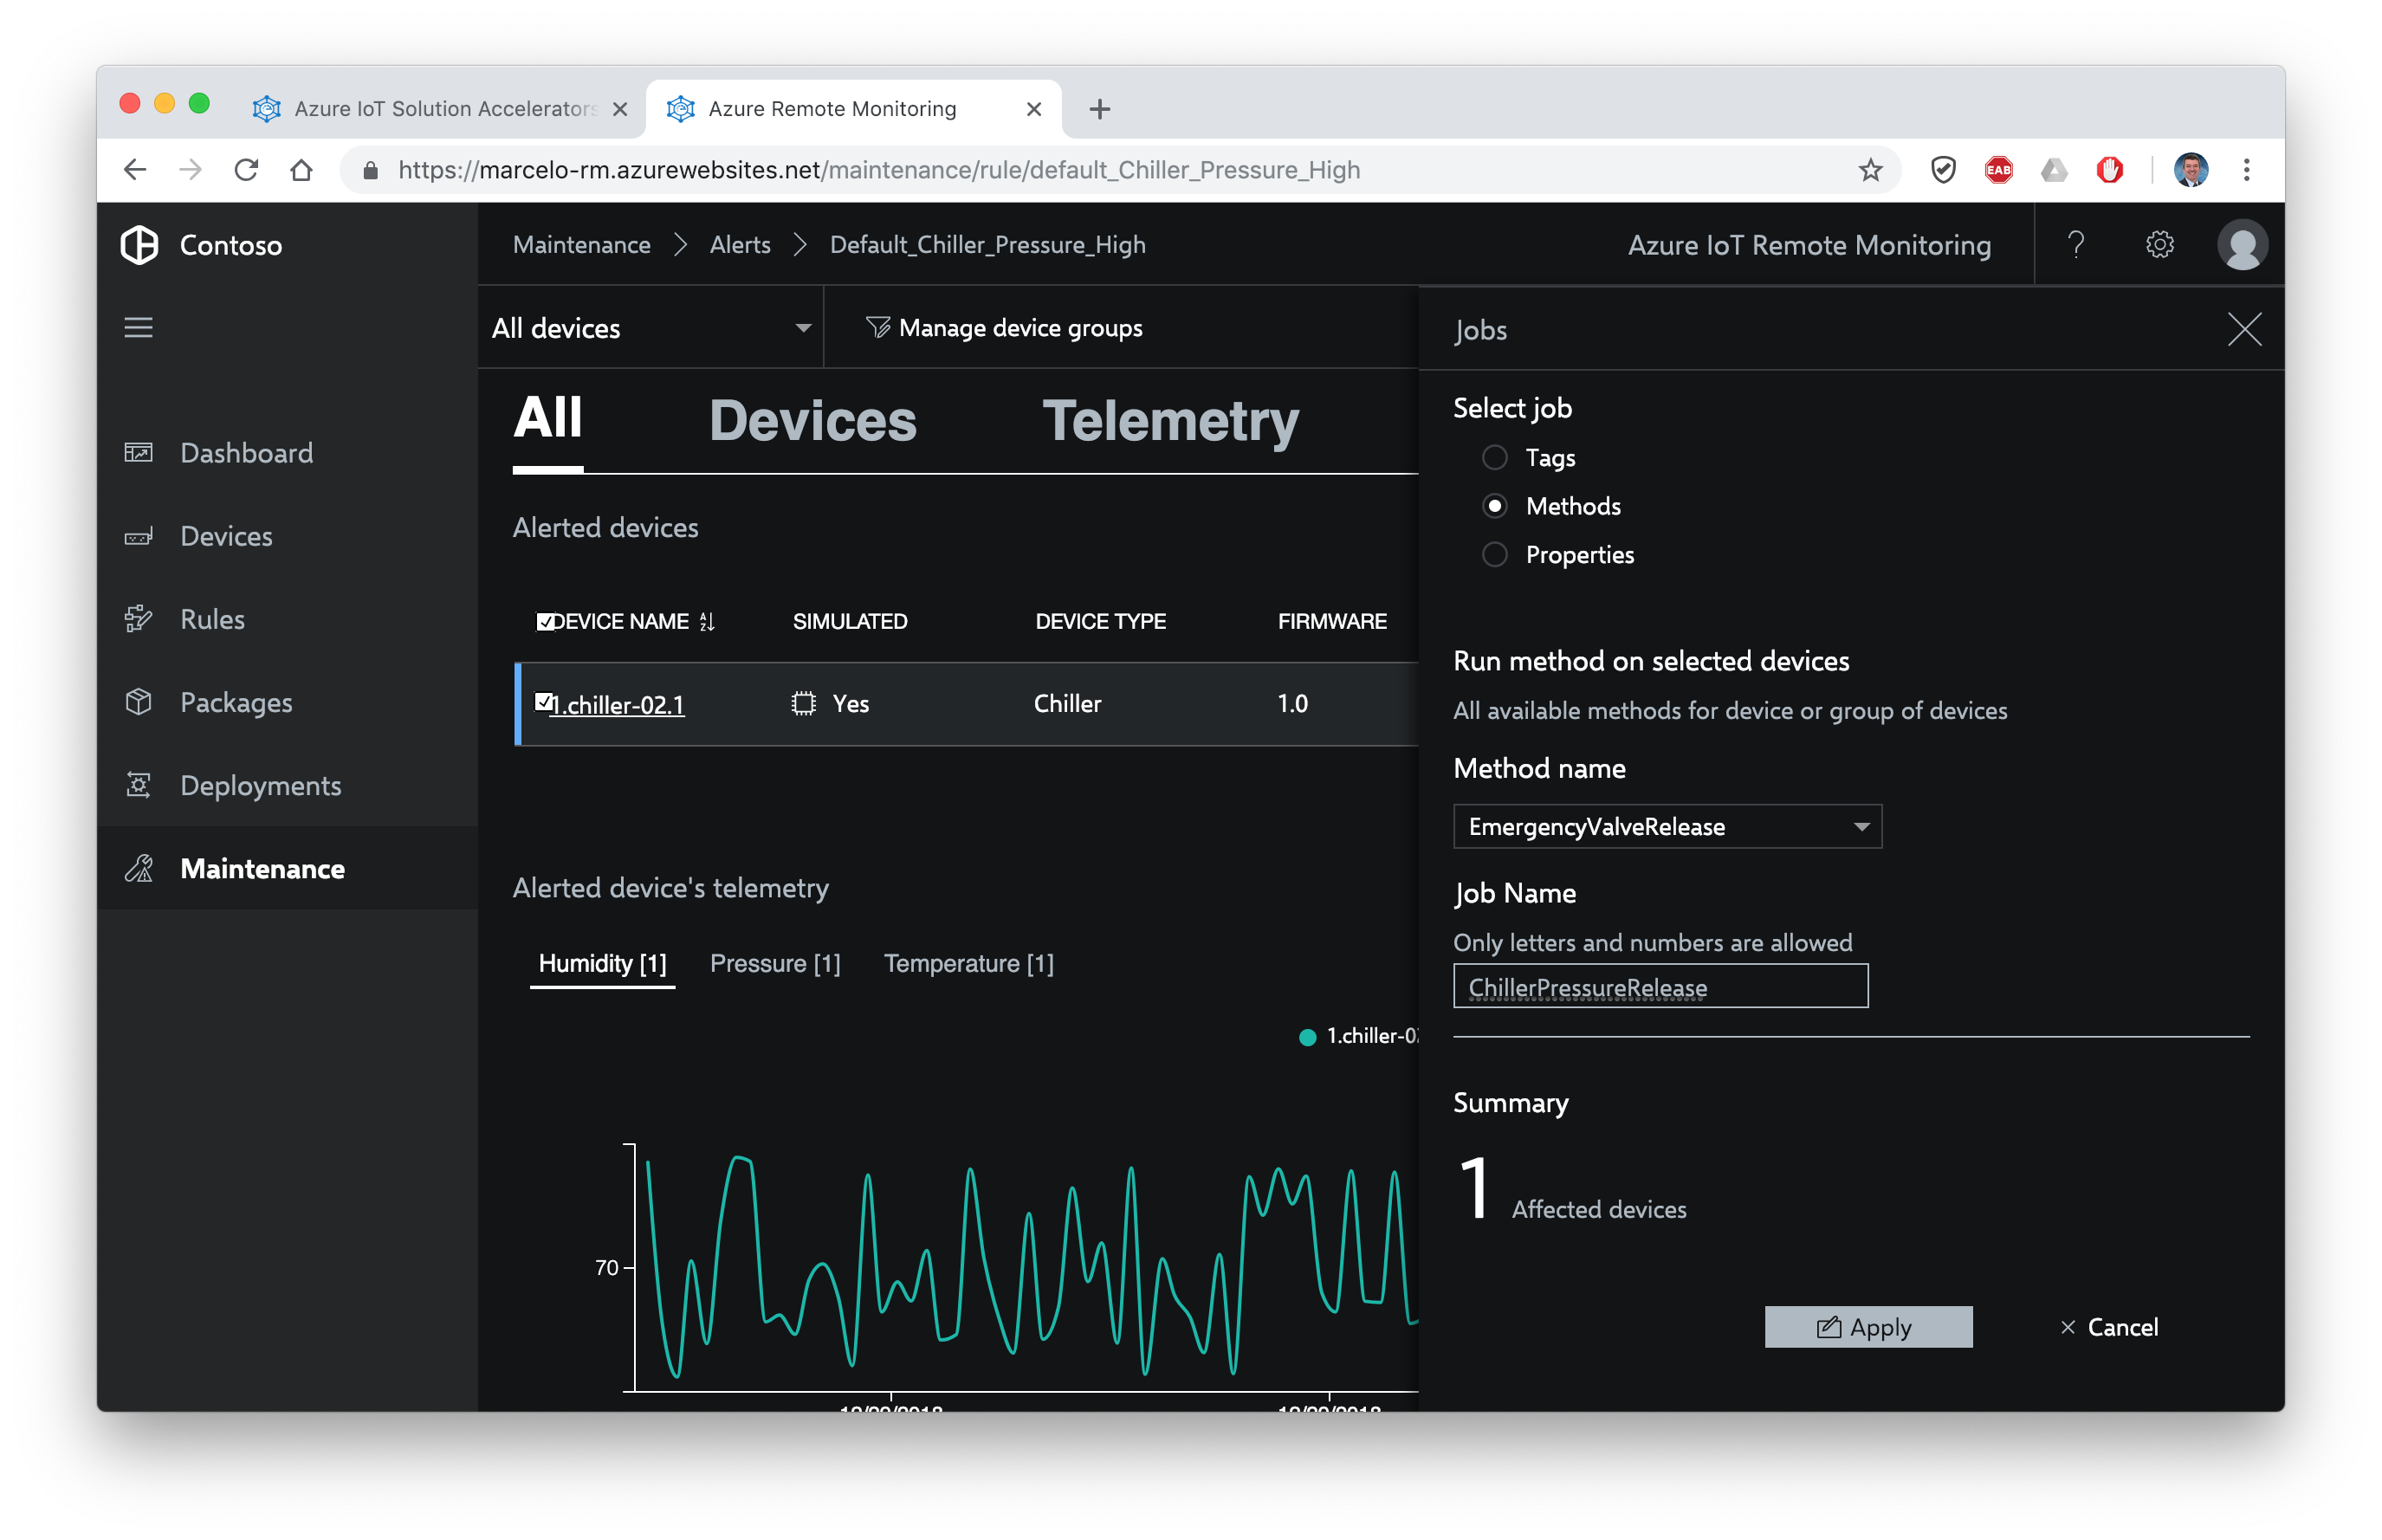 Azure IoT Solution Accelerators
Azure Remote Monitoring
https://marcelo-rm.azurewebsites.net/maintenance/rule/default_Chiller_Pressure_High
EAB
Contoso
Maintenance > Alerts > Default_Chiller_Pressure_High
Azure IoT Remote Monitoring
?
All devices
Manage device groups
Dashboard
Devices
Rules
Packages
Deployments
Maintenance
All Devices Telemetry
Alerted devices
DEVICE NAME SIMULATED DEVICE TYPE FIRMWARE
1.chiller-02.1 Yes Chiller 1.0
Alerted device's telemetry
Humidity [1] Pressure [1] Temperature [1]
1.chiller-0
70
Jobs
Select job
Tags
Methods
Properties
Run method on selected devices
All available methods for device or group of devices
Method name
EmergencyValveRelease
Job Name
Only letters and numbers are allowed
ChillerPressureRelease
Summary
1 Affected devices
Apply
Cancel